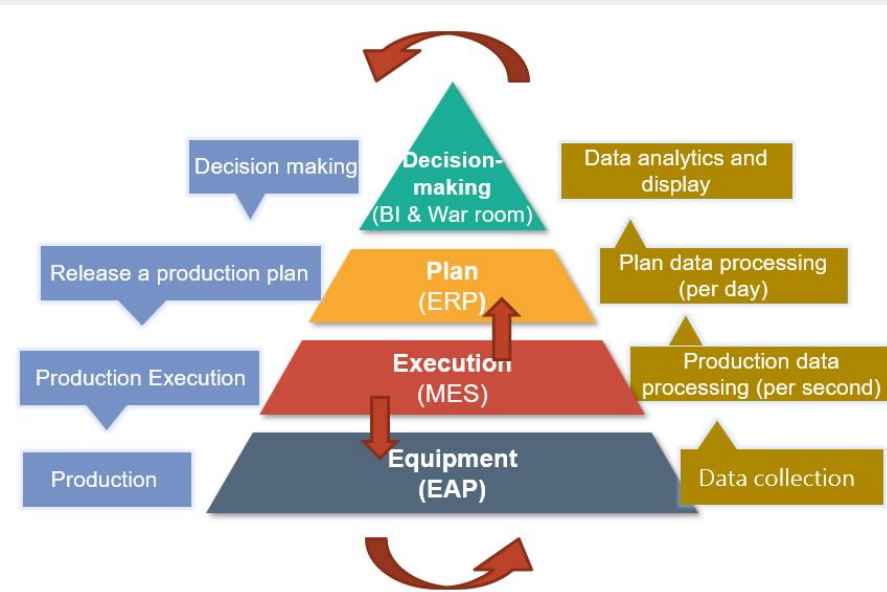 Decision making
Decision-
making
(BI & War room)
Data analytics and
display
Release a production plan
Plan
(ERP)
Plan data processing
(per day)
Production Execution
Execution
(MES)
Production data
processing (per second)
Production
Equipment
(EAP)
Data collection